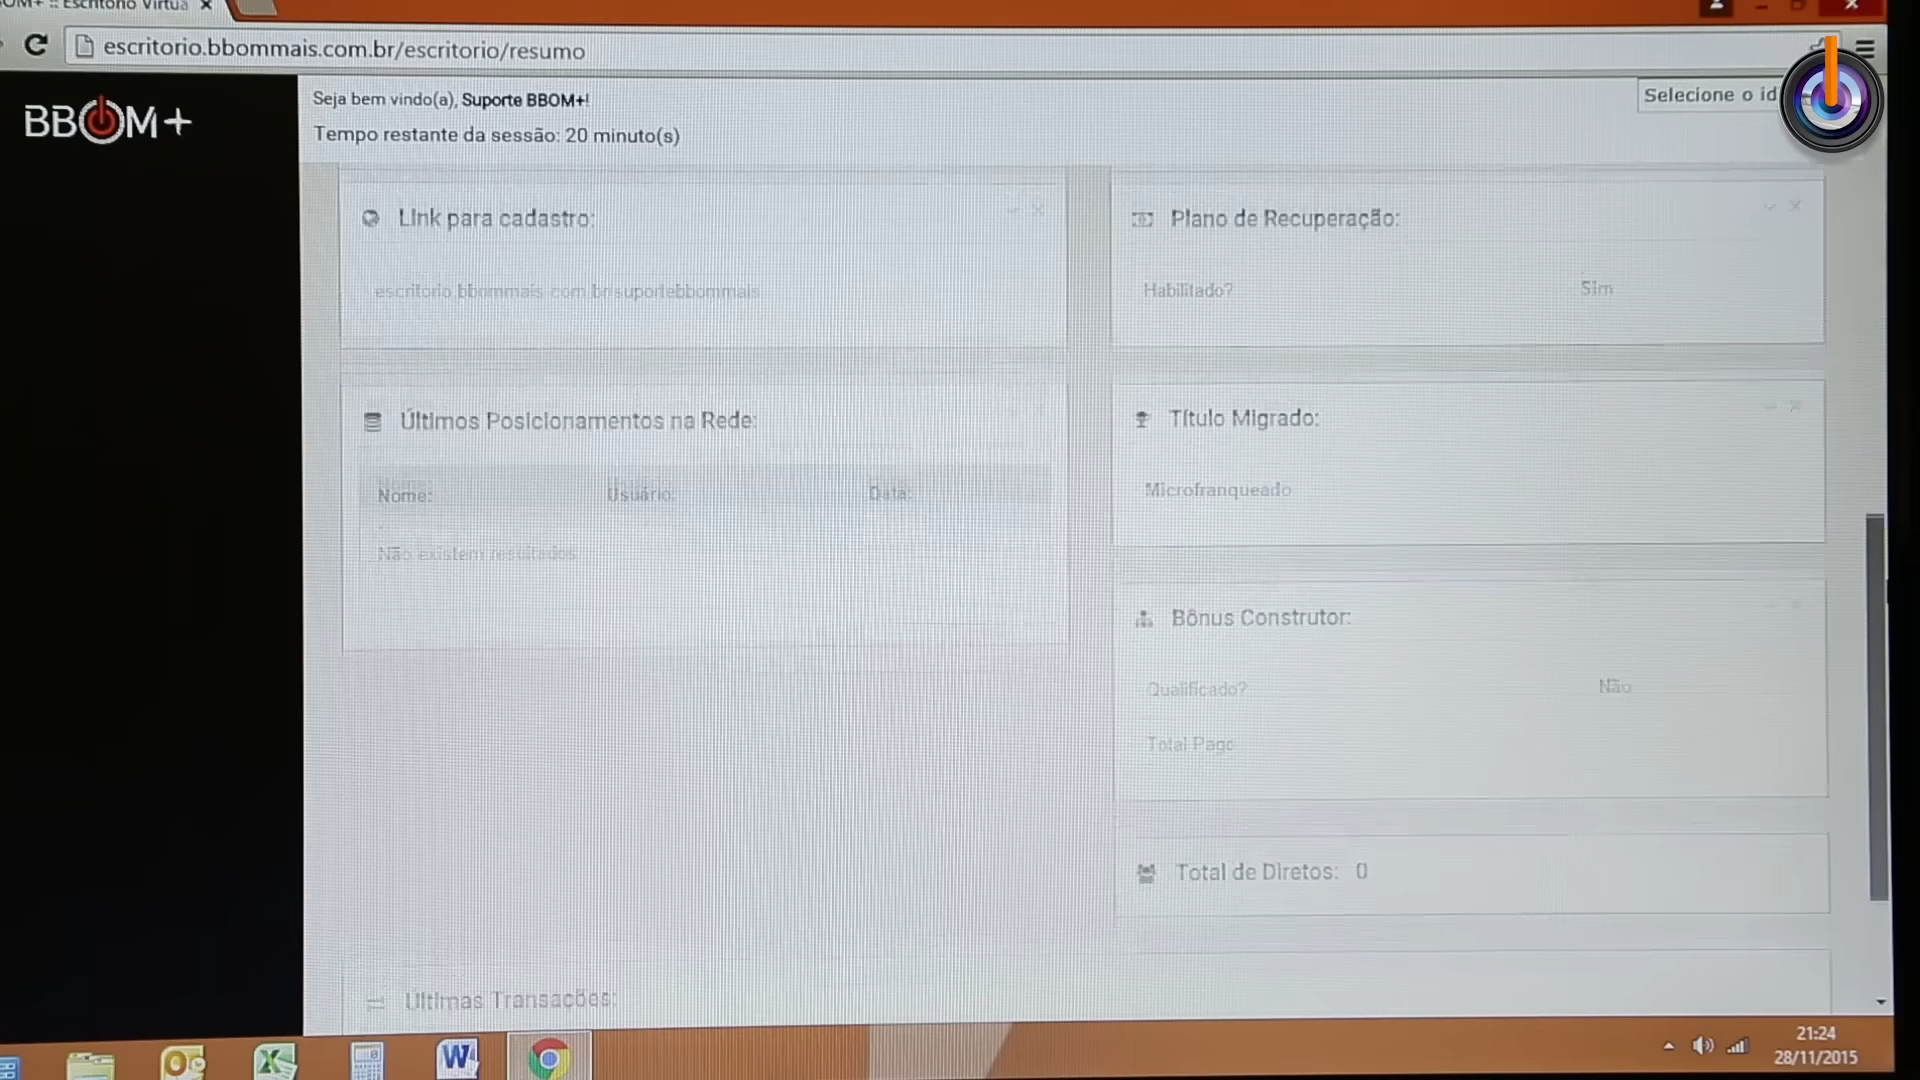 BOM+ :: Escritório Virtua
escritorio.bbommais.com.br/escritorio/resumo
BBOM+
Seja bem vindo(a), Suporte BBOM+!
Selecione o id
Tempo restante da sessão: 20 minuto(s)
Link para cadastro:
escritorio.bbommais.com.br/suportebbommais
Plano de Recuperação:
Habilitado? Sim
Últimos Posicionamentos na Rede:
Nome: Usuário: Data:
Não existem resultados
Título Migrado:
Microfranqueado
Bônus Construtor:
Qualificado? Não
Total Pago
Total de Diretos: 0
Últimas Transações:
21:24
28/11/2015